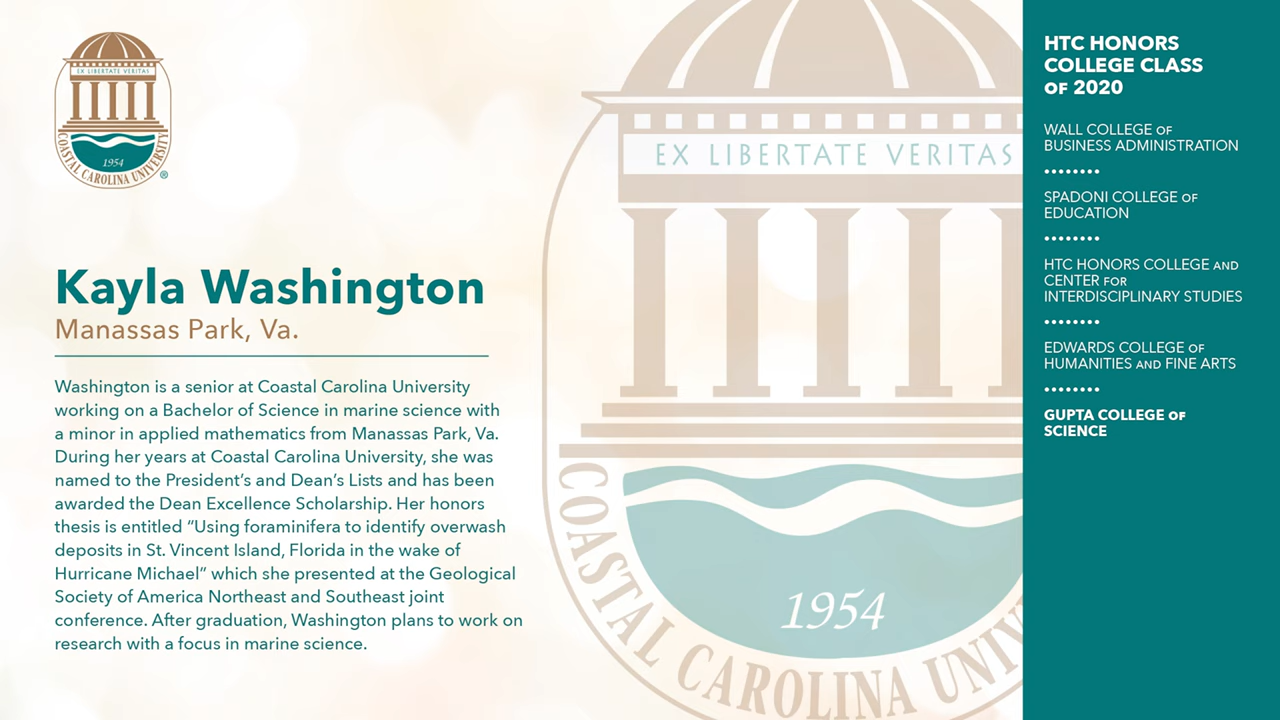 EX LIBERTATE VERITAS
1954
COASTAL CAROLINA UNIVERSITY
®
Kayla Washington
Manassas Park, Va.
Washington is a senior at Coastal Carolina University
working on a Bachelor of Science in marine science with
a minor in applied mathematics from Manassas Park, Va.
During her years at Coastal Carolina University, she was
named to the President’s and Dean’s Lists and has been
awarded the Dean Excellence Scholarship. Her honors
thesis is entitled “Using foraminifera to identify overwash
deposits in St. Vincent Island, Florida in the wake of
Hurricane Michael” which she presented at the Geological
Society of America Northeast and Southeast joint
conference. After graduation, Washington plans to work on
research with a focus in marine science.
EX LIBERTATE VERITAS
1954
COASTAL CAROLINA UNIV
HTC HONORS
COLLEGE CLASS
OF 2020
WALL COLLEGE OF
BUSINESS ADMINISTRATION
SPADONI COLLEGE OF
EDUCATION
HTC HONORS COLLEGE AND
CENTER FOR
INTERDISCIPLINARY STUDIES
EDWARDS COLLEGE OF
HUMANITIES AND FINE ARTS
GUPTA COLLEGE OF
SCIENCE